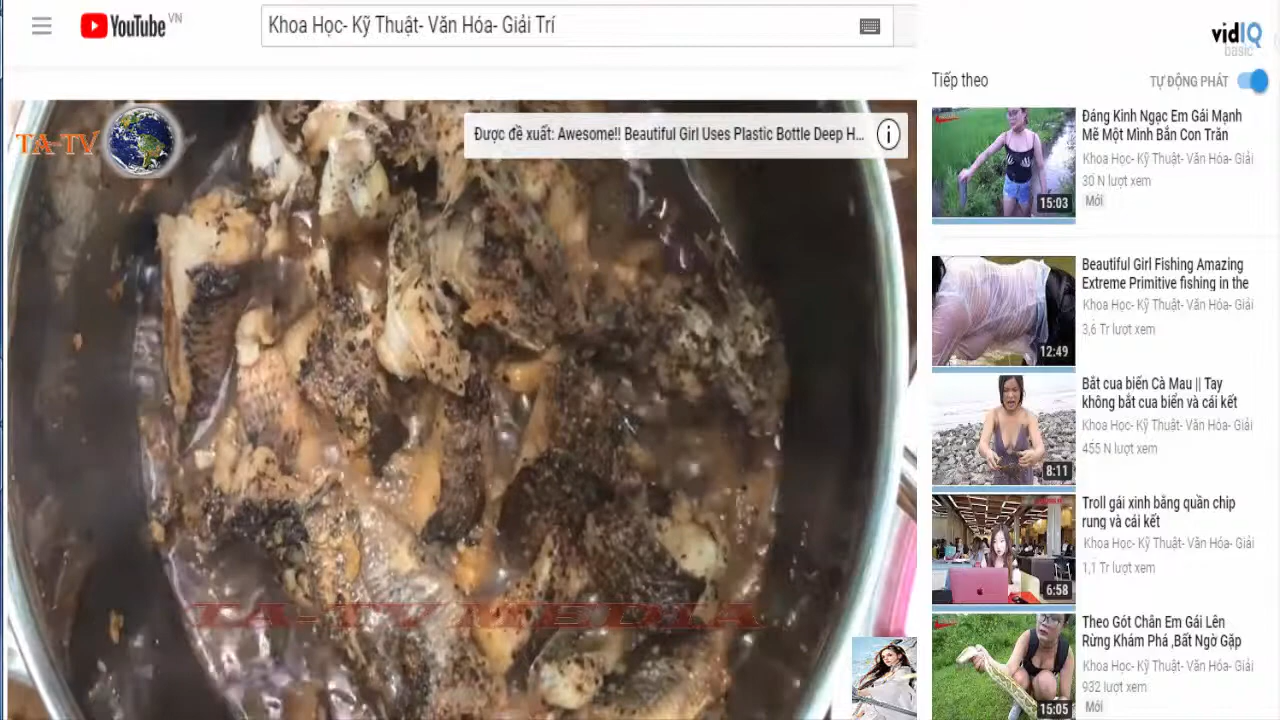 YouTube VN
Khoa Học- Kỹ Thuật- Văn Hóa- Giải Trí
vidIQ
basic
TA-TV
Được đề xuất: Awesome!! Beautiful Girl Uses Plastic Bottle Deep H...
TA-TV MEDIA
Tiếp theo
TỰ ĐỘNG PHÁT
15:03
Đáng Kinh Ngạc Em Gái Mạnh
Mẽ Một Mình Bắn Con Trăn
Khoa Học- Kỹ Thuật- Văn Hóa- Giải
30 N lượt xem
Mới
12:49
Beautiful Girl Fishing Amazing
Extreme Primitive fishing in the
Khoa Học- Kỹ Thuật- Văn Hóa- Giải
3,6 Tr lượt xem
8:11
Bắt cua biển Cà Mau || Tay
không bắt cua biển và cái kết
Khoa Học- Kỹ Thuật- Văn Hóa- Giải
455 N lượt xem
6:58
Troll gái xinh bằng quần chip
rung và cái kết
Khoa Học- Kỹ Thuật- Văn Hóa- Giải
1,1 Tr lượt xem
15:05
Theo Gót Chân Em Gái Lên
Rừng Khám Phá ,Bất Ngờ Gặp
Khoa Học- Kỹ Thuật- Văn Hóa- Giải
932 lượt xem
Mới